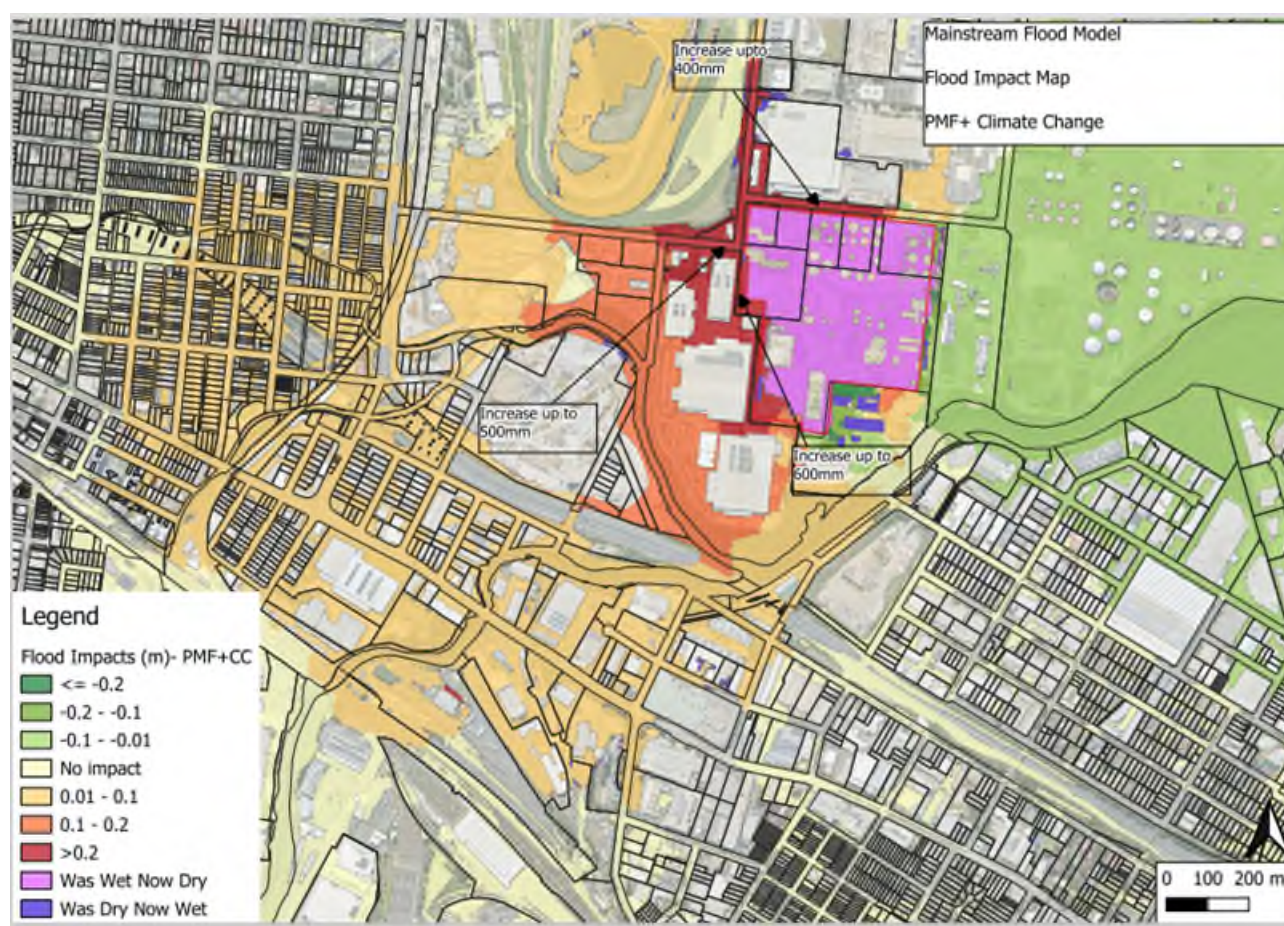 Mainstream Flood Model
Flood Impact Map
PMF+ Climate Change
Increase upto
400mm
Increase up to
500mm
Increase up to
600mm
Legend
Flood Impacts (m)- PMF+CC
<= -0.2
-0.2 - -0.1
-0.1 - -0.01
No impact
0.01 - 0.1
0.1 - 0.2
>0.2
Was Wet Now Dry
Was Dry Now Wet
0 100 200 m